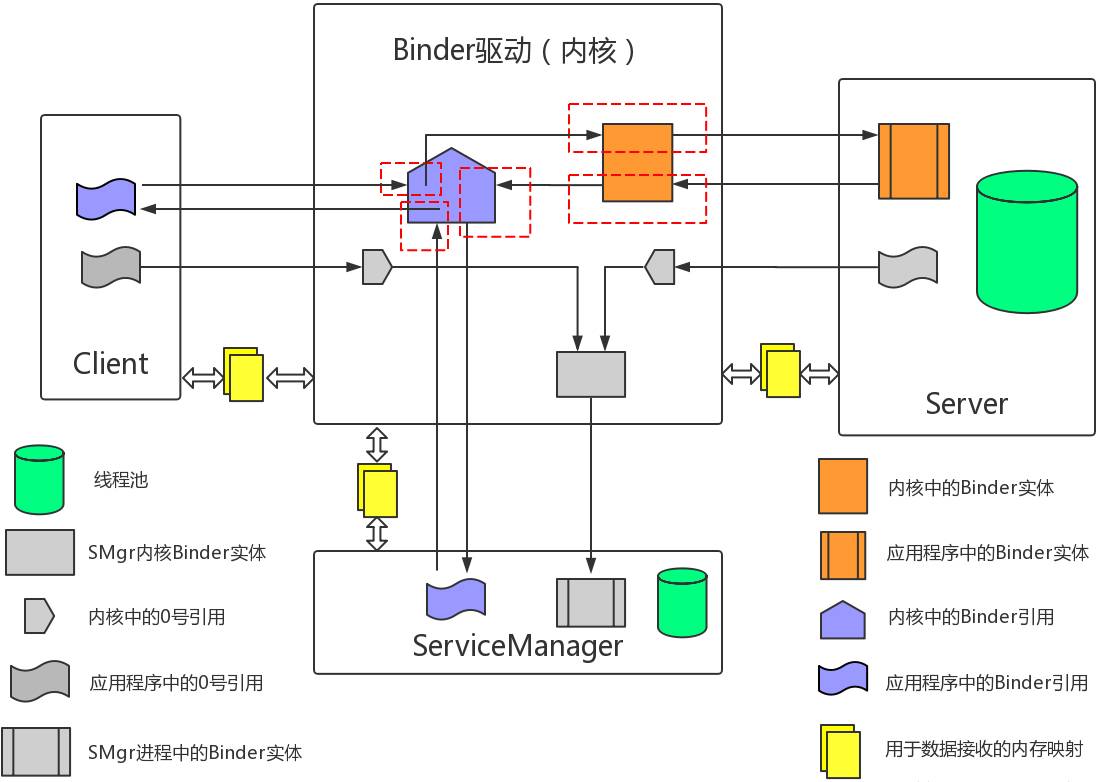 Binder驱动（内核）
Client
Server
ServiceManager
线程池
SMgr内核Binder实体
内核中的0号引用
应用程序中的0号引用
SMgr进程中的Binder实体
内核中的Binder实体
应用程序中的Binder实体
内核中的Binder引用
应用程序中的Binder引用
用于数据接收的内存映射